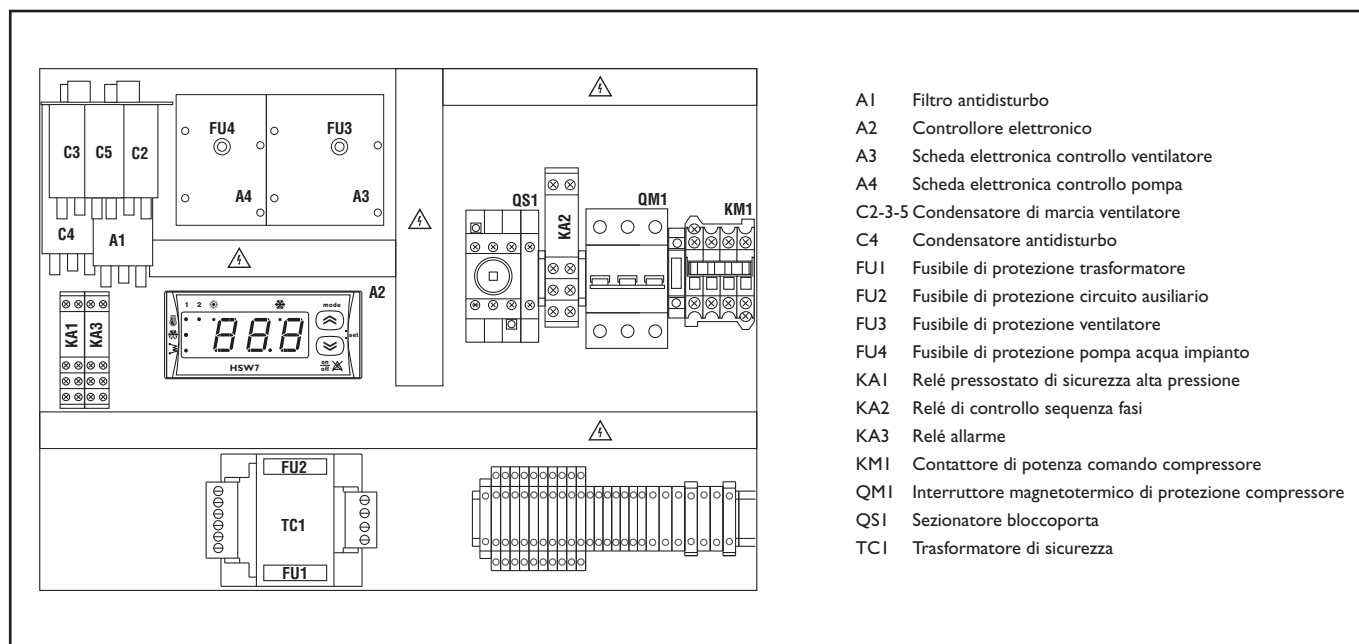 C3 C5 C2
C4 A1
FU4 FU3
A4 A3
QS1 KA2 QM1 KM1
A2
1 2 mode
88.8
set
HSW7
on
off
KA1 KA3
FU2
TC1
FU1
A1 Filtro antidisturbo
A2 Controllore elettronico
A3 Scheda elettronica controllo ventilatore
A4 Scheda elettronica controllo pompa
C2-3-5 Condensatore di marcia ventilatore
C4 Condensatore antidisturbo
FU1 Fusibile di protezione trasformatore
FU2 Fusibile di protezione circuito ausiliario
FU3 Fusibile di protezione ventilatore
FU4 Fusibile di protezione pompa acqua impianto
KA1 Relé pressostato di sicurezza alta pressione
KA2 Relé di controllo sequenza fasi
KA3 Relé allarme
KM1 Contattore di potenza comando compressore
QM1 Interruttore magnetotermico di protezione compressore
QS1 Sezionatore bloccoporta
TC1 Trasformatore di sicurezza